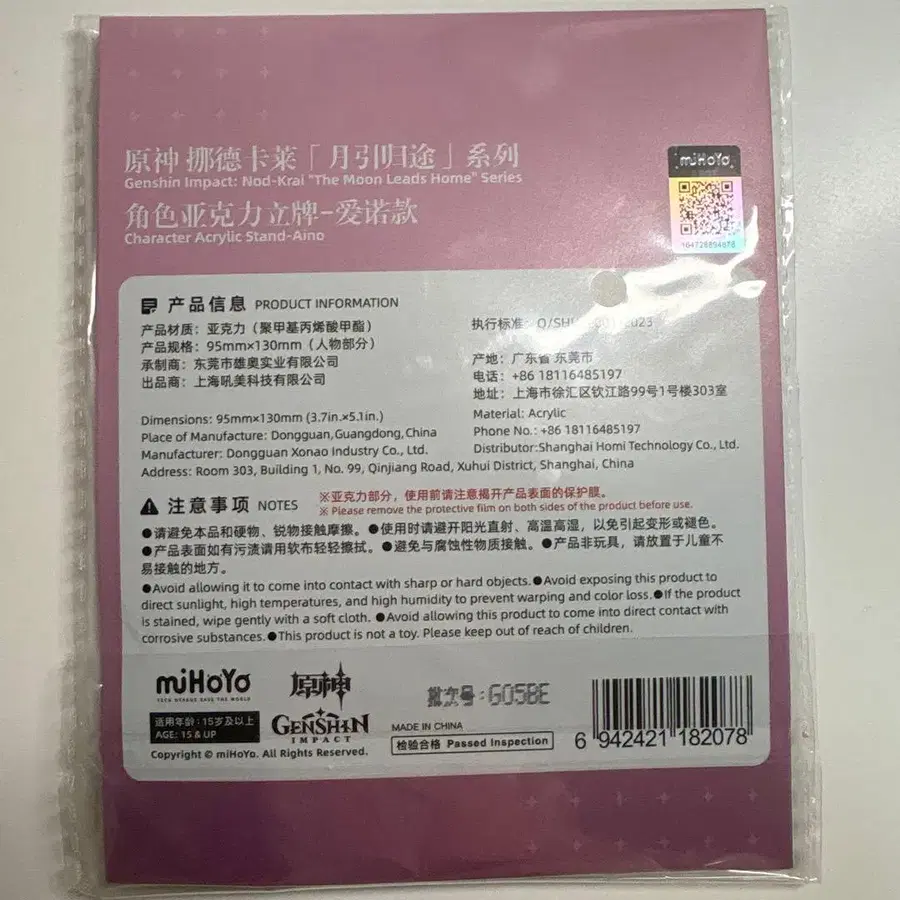 原神 挪德卡莱「月引归途」系列
Genshin Impact: Nod-Krai "The Moon Leads Home" Series
角色亚克力立牌-爱诺款
Character Acrylic Stand-Aino
miHoYo
产品信息 PRODUCT INFORMATION
产品材质：亚克力（聚甲基丙烯酸甲酯）
产品规格：95mm×130mm（人物部分）
承制商：东莞市雄奥实业有限公司
出品商：上海吼美科技有限公司
执行标准：Q/SH
产地：广东省 东莞市
电话：+86 18116485197
地址：上海市徐汇区钦江路99号1号楼303室
Dimensions: 95mm×130mm (3.7in.×5.1in.)
Place of Manufacture: Dongguan,Guangdong,China
Manufacturer: Dongguan Xonao Industry Co., Ltd.
Material: Acrylic
Phone No.: +86 18116485197
Distributor:Shanghai Homi Technology Co., Ltd.
Address: Room 303, Building 1, No. 99, Qinjiang Road, Xuhui District, Shanghai, China
注意事项 NOTES
※亚克力部分，使用前请注意揭开产品表面的保护膜。
※ Please remove the protective film on both sides of the product before use.
●请避免本品和硬物、锐物接触摩擦。●使用时请避开阳光直射、高温高湿，以免引起变形或褪色。
●产品表面如有污渍请用软布轻轻擦拭。●避免与腐蚀性物质接触。●产品非玩具，请放置于儿童不
易接触的地方。
●Avoid allowing it to come into contact with sharp or hard objects.●Avoid exposing this product to
direct sunlight, high temperatures, and high humidity to prevent warping and color loss.●If the product
is stained, wipe gently with a soft cloth. ●Avoid allowing this product to come into direct contact with
corrosive substances.●This product is not a toy. Please keep out of reach of children.
miHoYo
TECH OTAKUS SAVE THE WORLD
适用年龄：15岁及以上
AGE: 15 & UP
原神
GENSHIN
IMPACT
Copyright © miHoYo. All Rights Reserved.
批次号：G05BE
MADE IN CHINA
检验合格 Passed Inspection
6 942421 182078